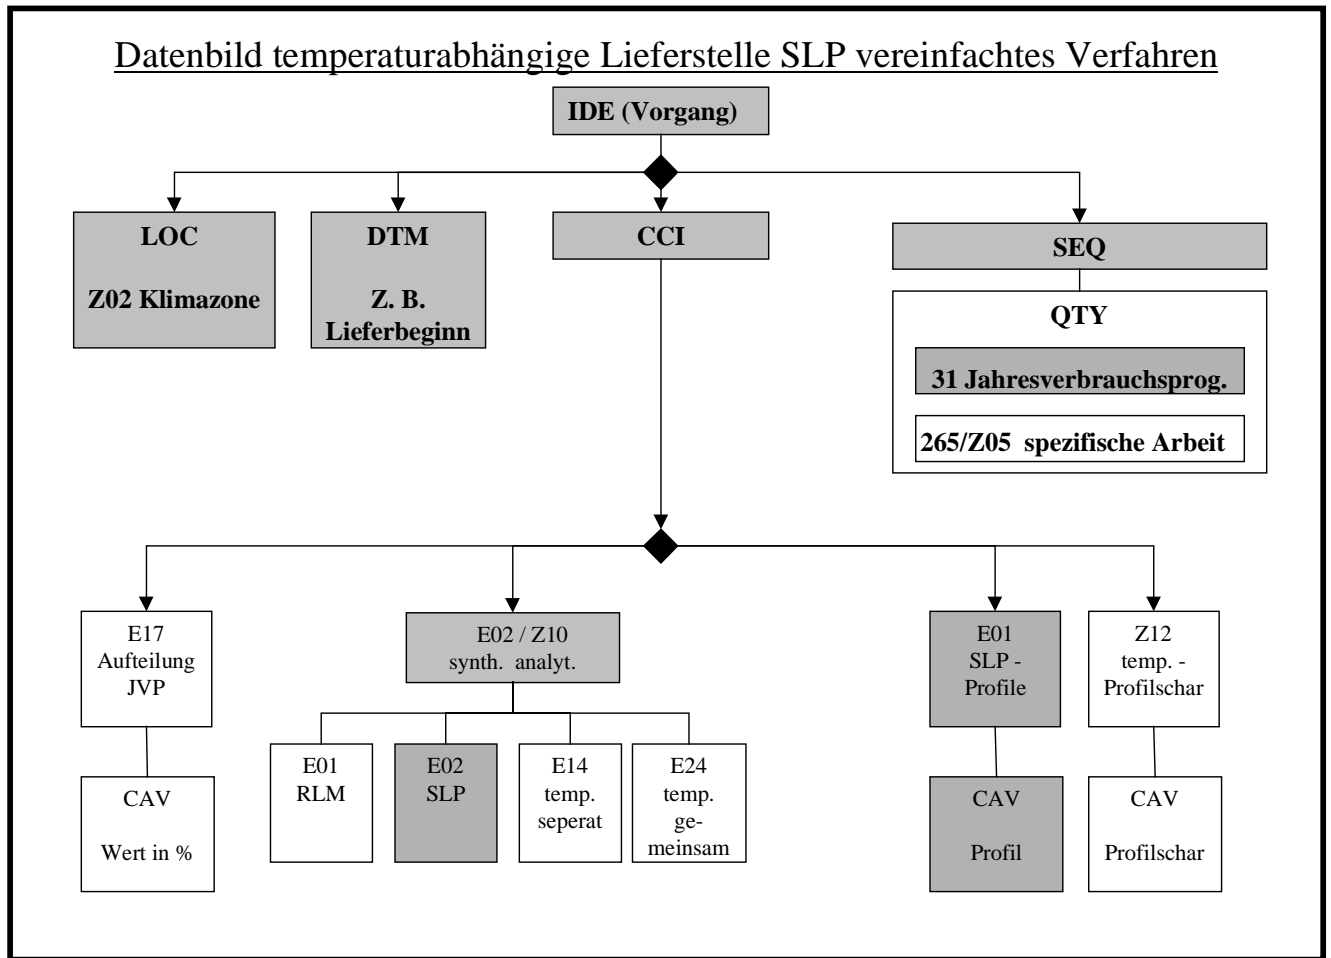 Datenbild temperaturabhängige Lieferstelle SLP vereinfachtes Verfahren
IDE (Vorgang)
LOC
Z02 Klimazone
DTM
Z. B.
Lieferbeginn
CCI
SEQ
QTY
31 Jahresverbrauchsprog.
265/Z05 spezifische Arbeit
E17
Aufteilung
JVP
CAV
Wert in %
E02 / Z10
synth. analyt.
E01
RLM
E02
SLP
E14
temp.
seperat
E24
temp.
ge-
meinsam
E01
SLP -
Profile
CAV
Profil
Z12
temp. -
Profilschar
CAV
Profilschar